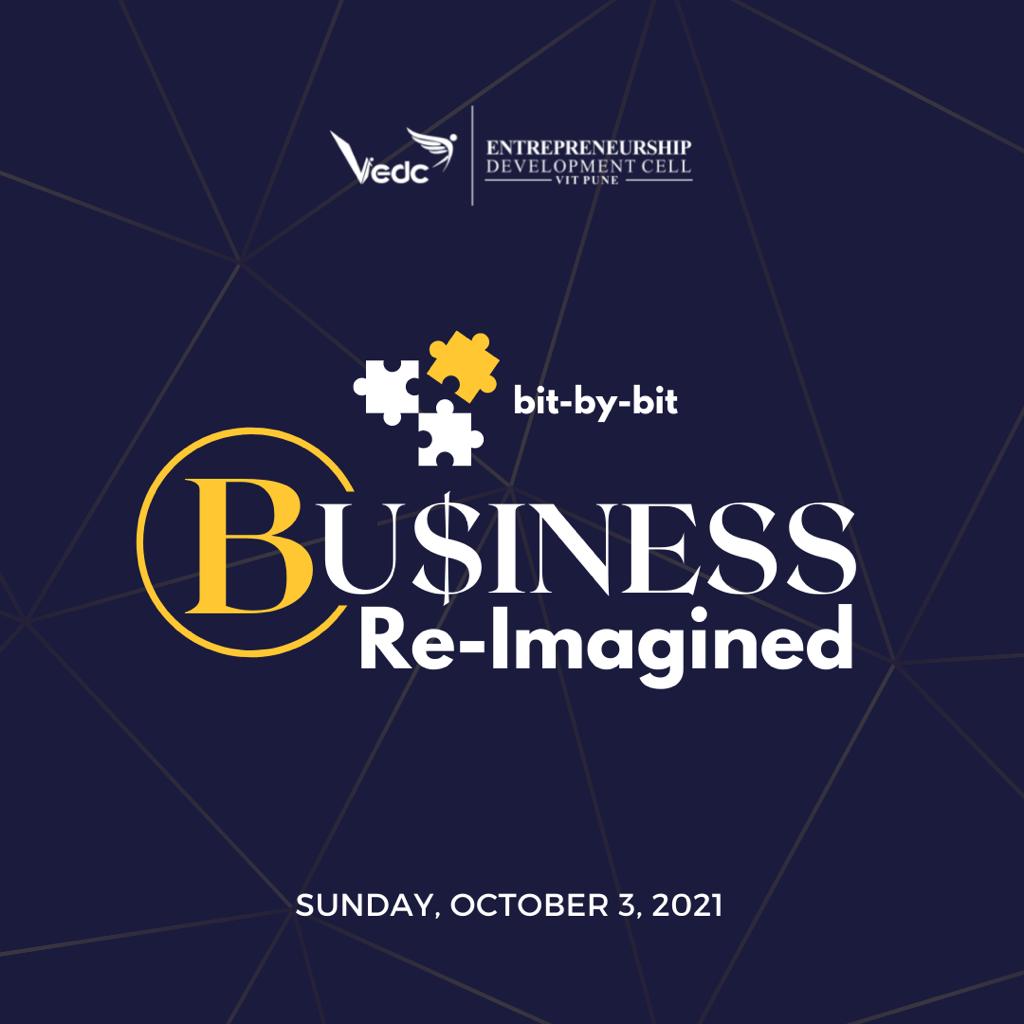 Vedc
ENTREPRENEURSHIP
DEVELOPMENT CELL
VIT PUNE
bit-by-bit
BU$INESS
Re-Imagined
SUNDAY, OCTOBER 3, 2021